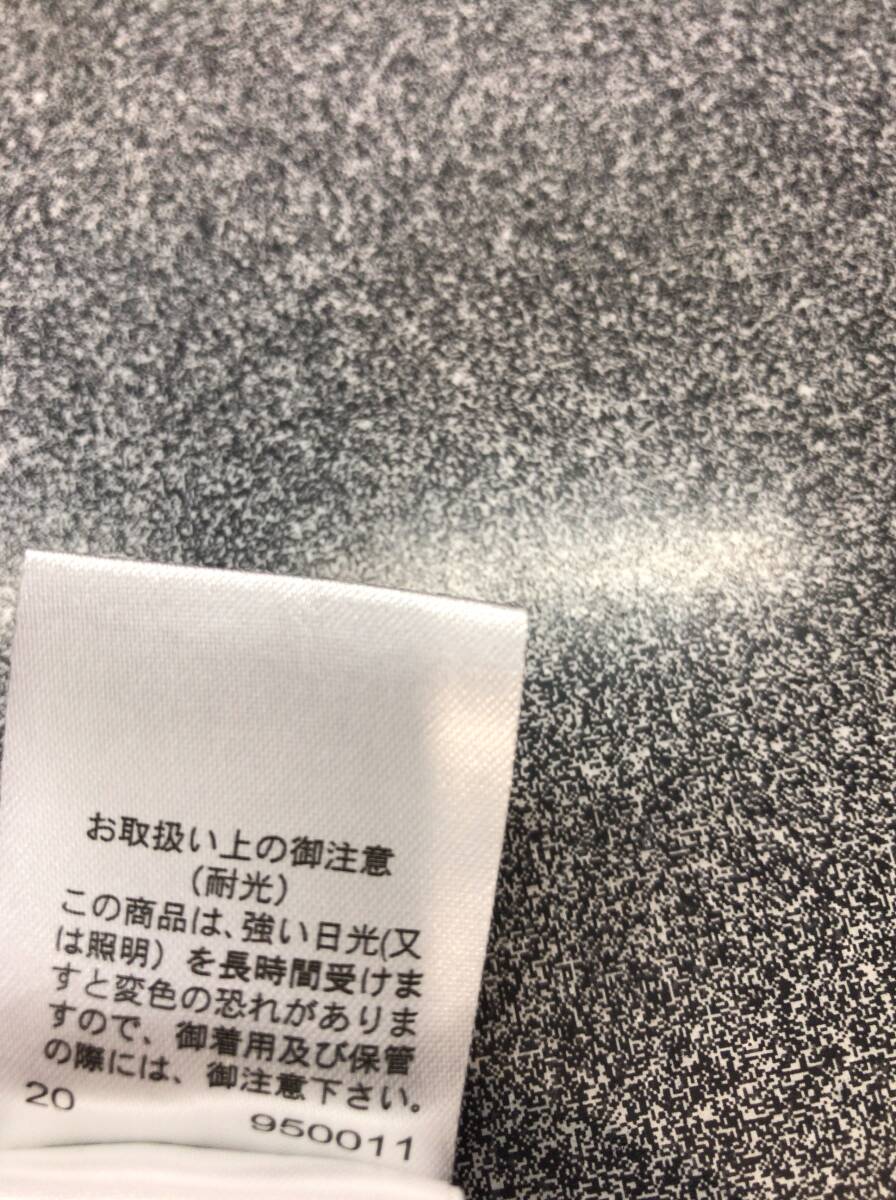 お取扱い上の御注意
（耐光）
この商品は、強い日光(又
は照明）を長時間受けま
すと変色の恐れがありま
すので、御着用及び保管
の際には、御注意下さい。
20
950011